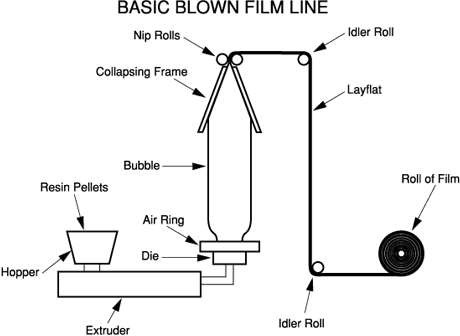 BASIC BLOWN FILM LINE
Nip Rolls
Idler Roll
Collapsing Frame
Layflat
Bubble
Resin Pellets
Roll of Film
Air Ring
Die
Hopper
Idler Roll
Extruder